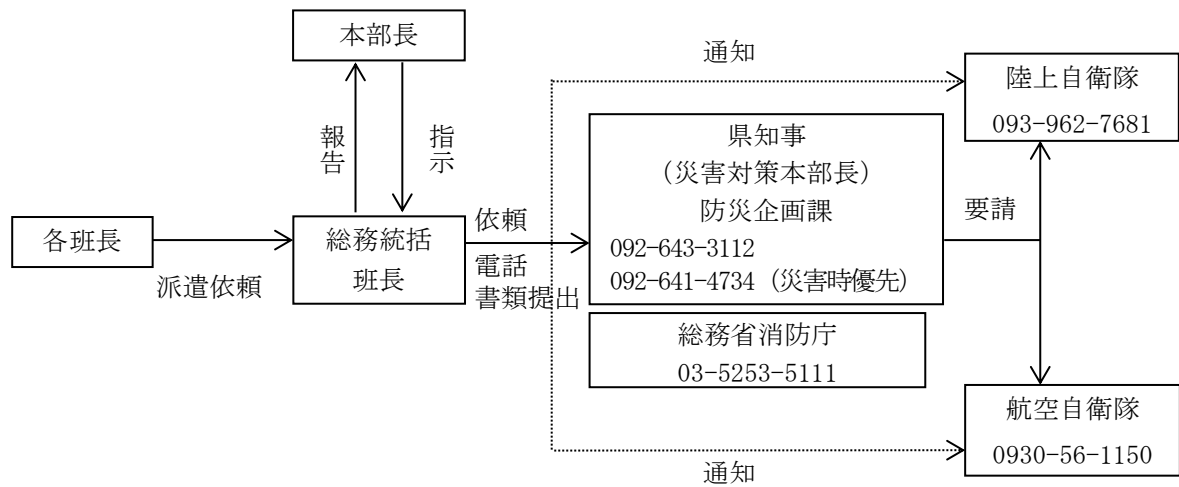 本部長
通知
陸上自衛隊
093-962-7681
報告
指示
県知事
（災害対策本部長）
防災企画課
092-643-3112
092-641-4734（災害時優先）
要請
各班長
派遣依頼
総務統括
班長
依頼
電話
書類提出
総務省消防庁
03-5253-5111
航空自衛隊
0930-56-1150
通知